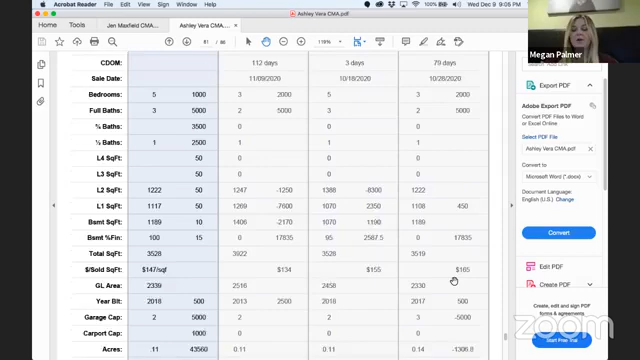 Acrobat Reader File Edit View Window Help 100% Wed Dec 9 9:05 PM
Ashley Vera CMA.pdf
Home Tools Jen Maxfield CMA... Ashley Vera CMA....
81 / 86 116%
Megan Palmer
CDOM: 112 days 3 days 79 days
Sale Date: 11/09/2020 10/18/2020 10/28/2020
Bedrooms: 5 1000 3 2000 5 3 2000
Full Baths: 3 5000 2 5000 3 2 5000
¾ Baths: 3500 0 0 0
½ Baths: 1 2500 1 1 1
L4 SqFt: 50 0 0 0
L3 SqFt: 50 0 0 0
L2 SqFt: 1222 50 1247 -1250 1388 -8300 1222
L1 SqFt: 1117 50 1269 -7600 1070 2350 1108 450
Bsmt SqFt: 1189 10 1406 -2170 1070 1190 1189
Bsmt %Fin: 100 15 0 17835 95 2587.5 0 17835
Total SqFt: 3528 3922 3528 3519
$/Sold SqFt: $147/sqf $134 $155 $165
GL Area: 2339 2516 2458 2330
Year Blt: 2018 500 2013 2500 2018 2017 500
Garage Cap: 2 5000 2 2 3 -5000
Carport Cap: 1000 0 0 0
Acres: .11 43560 0.11 0.11 0.14 -1306.8
Export PDF
Adobe Export PDF
Convert PDF Files to Word
or Excel Online
Select PDF File
Ashley Vera CMA.pdf
Convert to
Microsoft Word (*.docx)
Document Language:
English (U.S.) Change
Convert
Edit PDF
Create PDF
Create, edit and sign PDF
forms & agreements
Start Free Trial
zoom